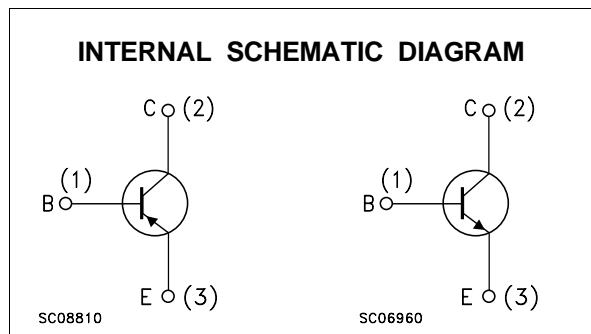 INTERNAL SCHEMATIC DIAGRAM
C (2)
(1)
B
E (3)
SC08810
C (2)
(1)
B
E (3)
SC06960